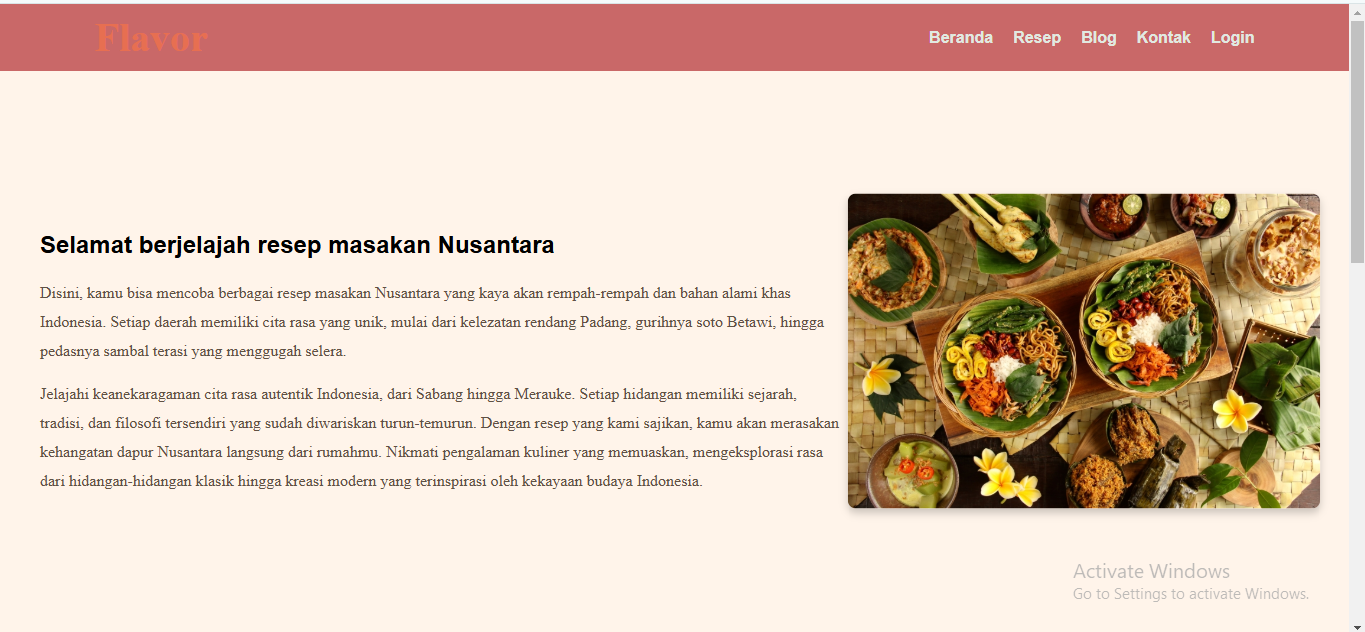 Flavor
Beranda Resep Blog Kontak Login
Selamat berjelajah resep masakan Nusantara
Disini, kamu bisa mencoba berbagai resep masakan Nusantara yang kaya akan rempah-rempah dan bahan alami khas
Indonesia. Setiap daerah memiliki cita rasa yang unik, mulai dari kelezatan rendang Padang, gurihnya soto Betawi, hingga
pedasnya sambal terasi yang menggugah selera.
Jelajahi keanekaragaman cita rasa autentik Indonesia, dari Sabang hingga Merauke. Setiap hidangan memiliki sejarah,
tradisi, dan filosofi tersendiri yang sudah diwariskan turun-temurun. Dengan resep yang kami sajikan, kamu akan merasakan
kehangatan dapur Nusantara langsung dari rumahmu. Nikmati pengalaman kuliner yang memuaskan, mengeksplorasi rasa
dari hidangan-hidangan klasik hingga kreasi modern yang terinspirasi oleh kekayaan budaya Indonesia.
Activate Windows
Go to Settings to activate Windows.